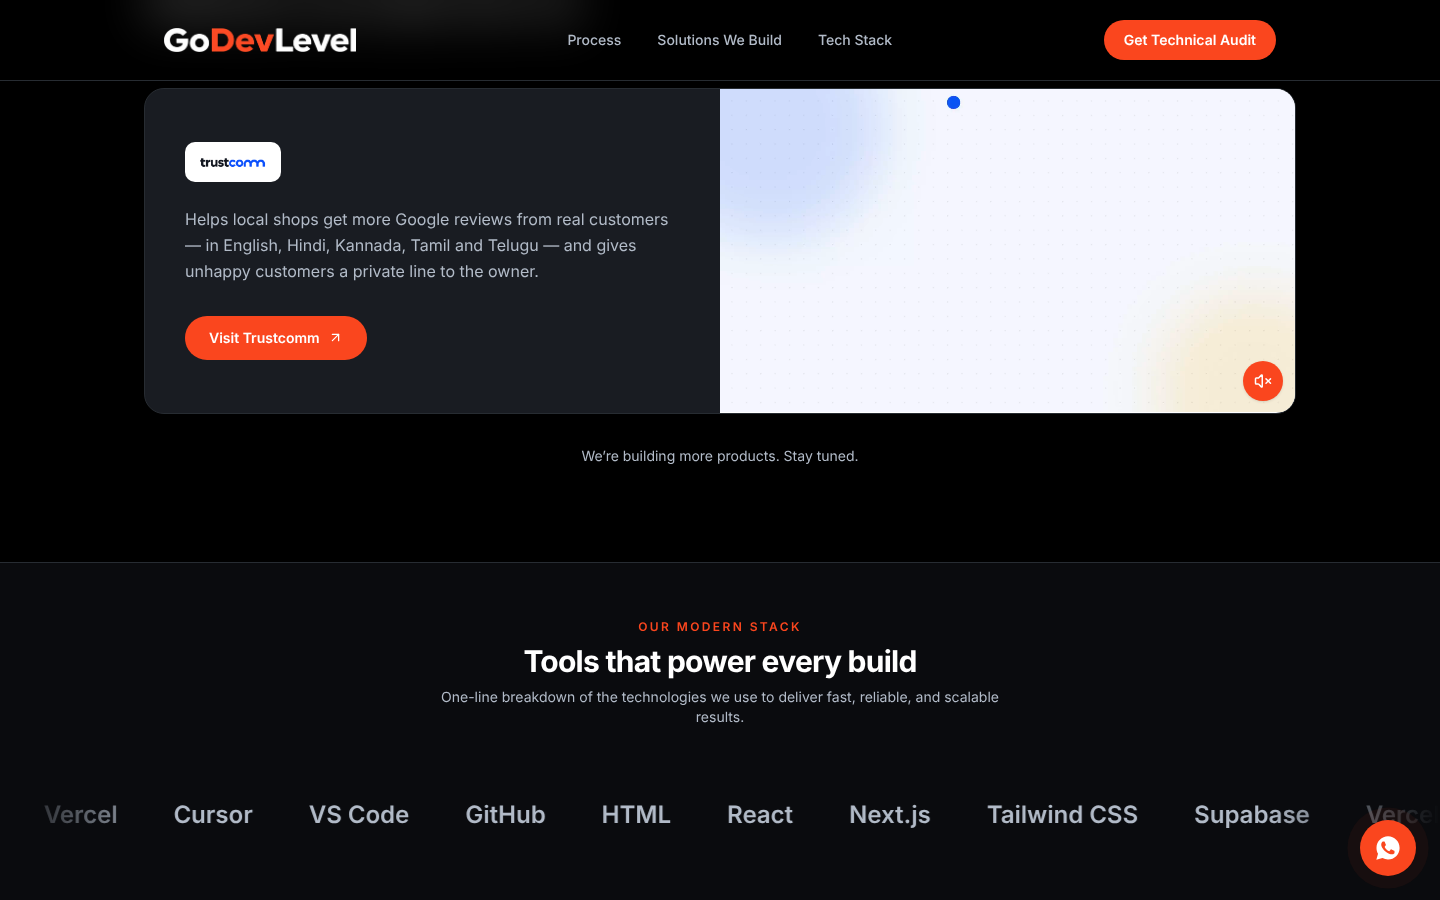 GoDevLevel
Process
Solutions We Build
Tech Stack
Get Technical Audit
trustcomm
Helps local shops get more Google reviews from real customers
— in English, Hindi, Kannada, Tamil and Telugu — and gives
unhappy customers a private line to the owner.
Visit Trustcomm
We're building more products. Stay tuned.
OUR MODERN STACK
Tools that power every build
One-line breakdown of the technologies we use to deliver fast, reliable, and scalable
results.
Vercel Cursor VS Code GitHub HTML React Next.js Tailwind CSS Supabase Verce